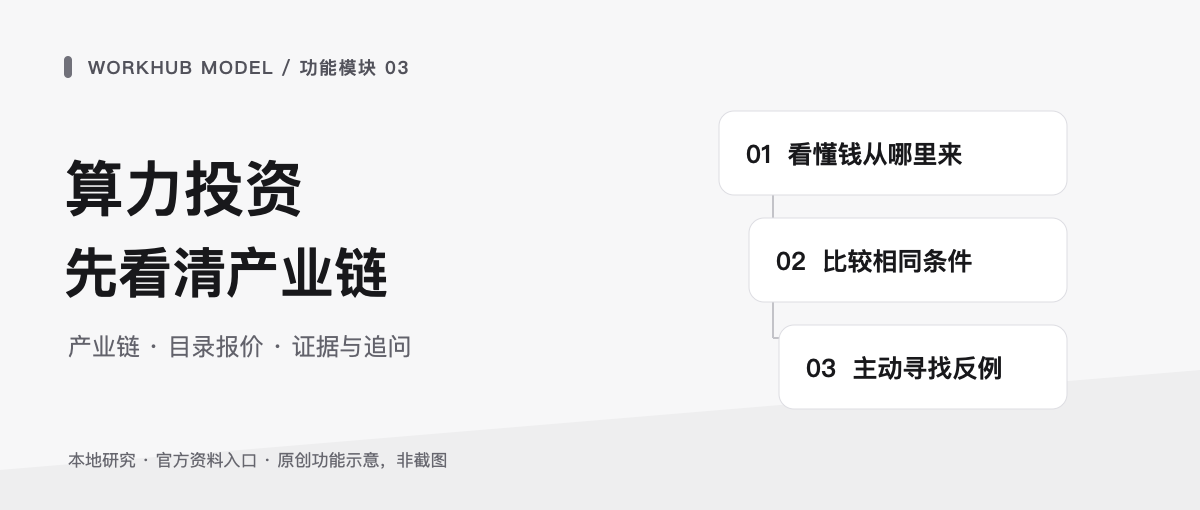 WORKHUB MODEL / 功能模块 03
算力投资
先看清产业链
产业链 · 目录报价 · 证据与追问
本地研究 · 官方资料入口 · 原创功能示意，非截图
01 看懂钱从哪里来
02 比较相同条件
03 主动寻找反例